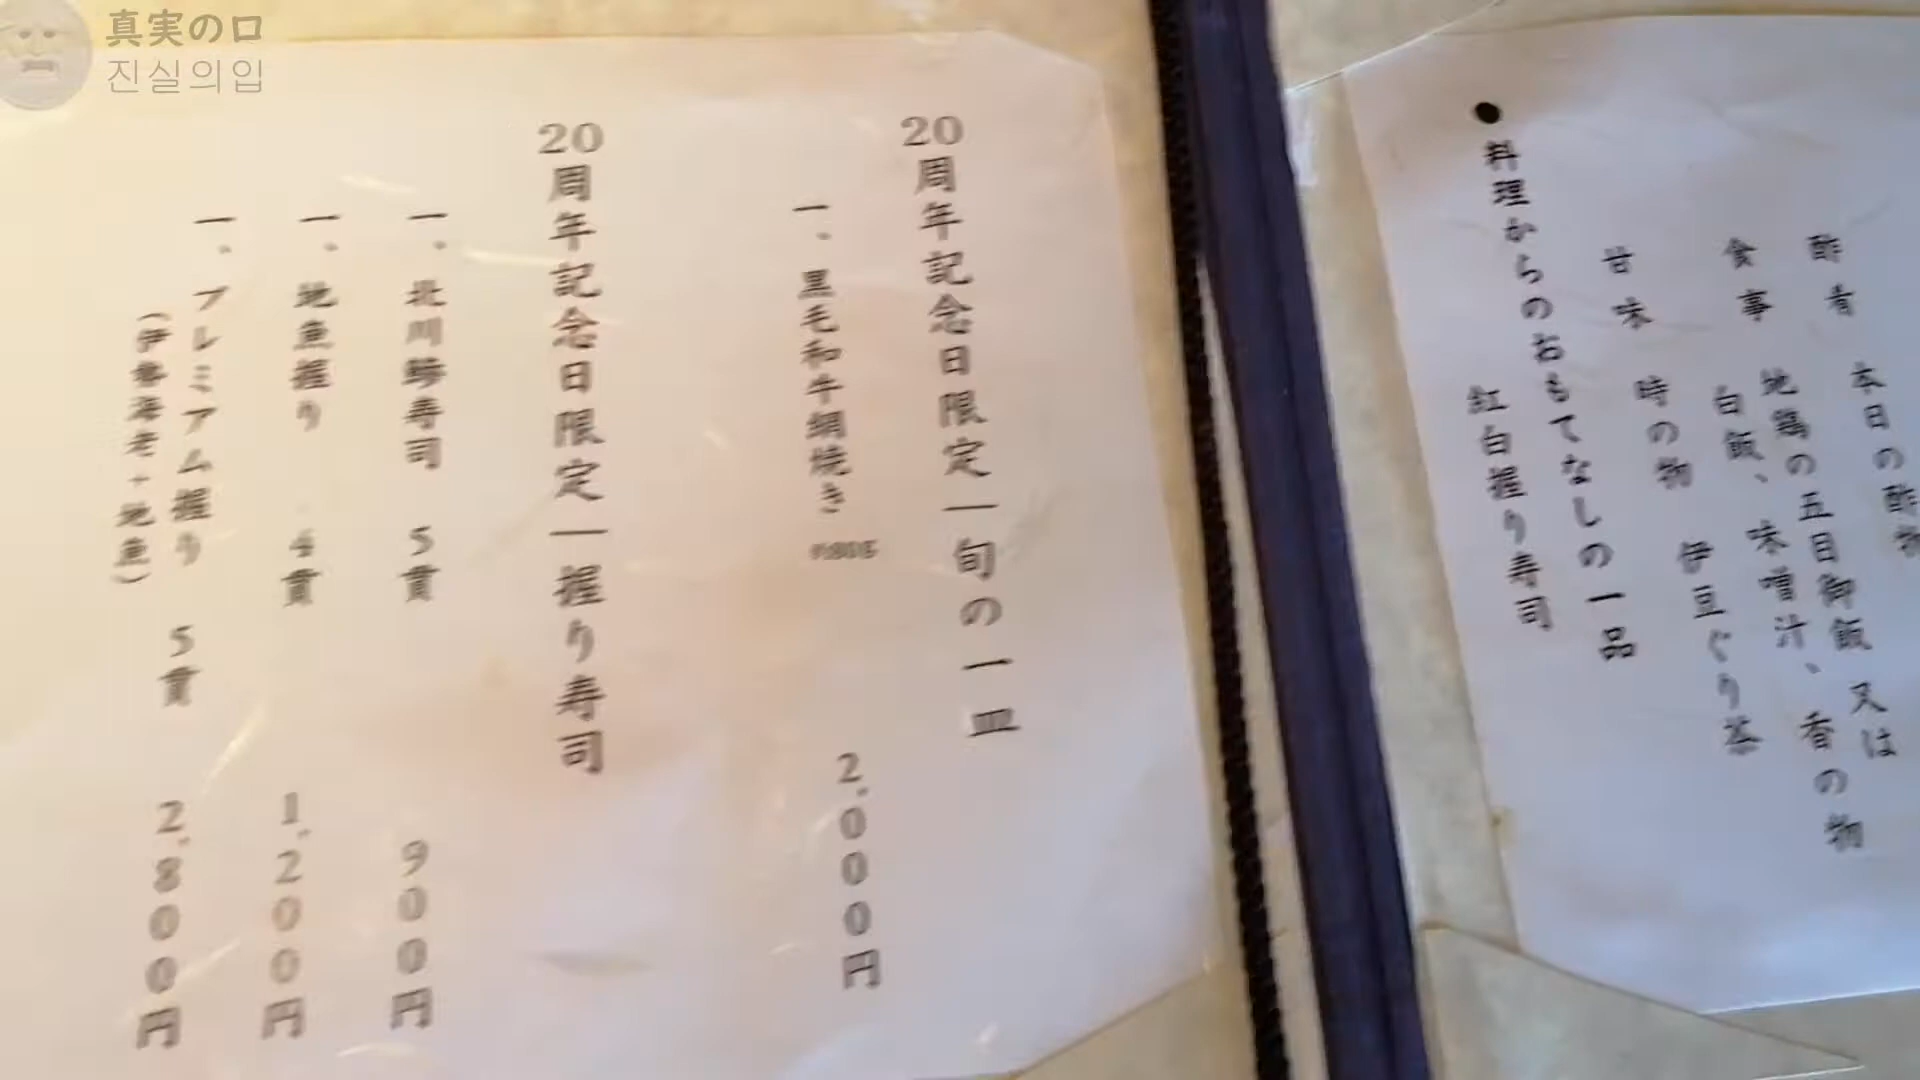 真実の口
진실의입
酢肴 本日の酢物
食事 地鶏の五目御飯 又は
白飯、味噌汁、香の物
甘味 時の物 伊豆ぐり茶
●料理からのおもてなしの一品
紅白握り寿司
20周年記念日限定|旬の一皿
一、黒毛和牛網焼き 2,000円
20周年記念日限定|握り寿司
一、北川鰺寿司 5貫 900円
一、地魚握り 4貫 1,200円
一、プレミアム握り 5貫 2,800円
(伊勢海老+地魚)